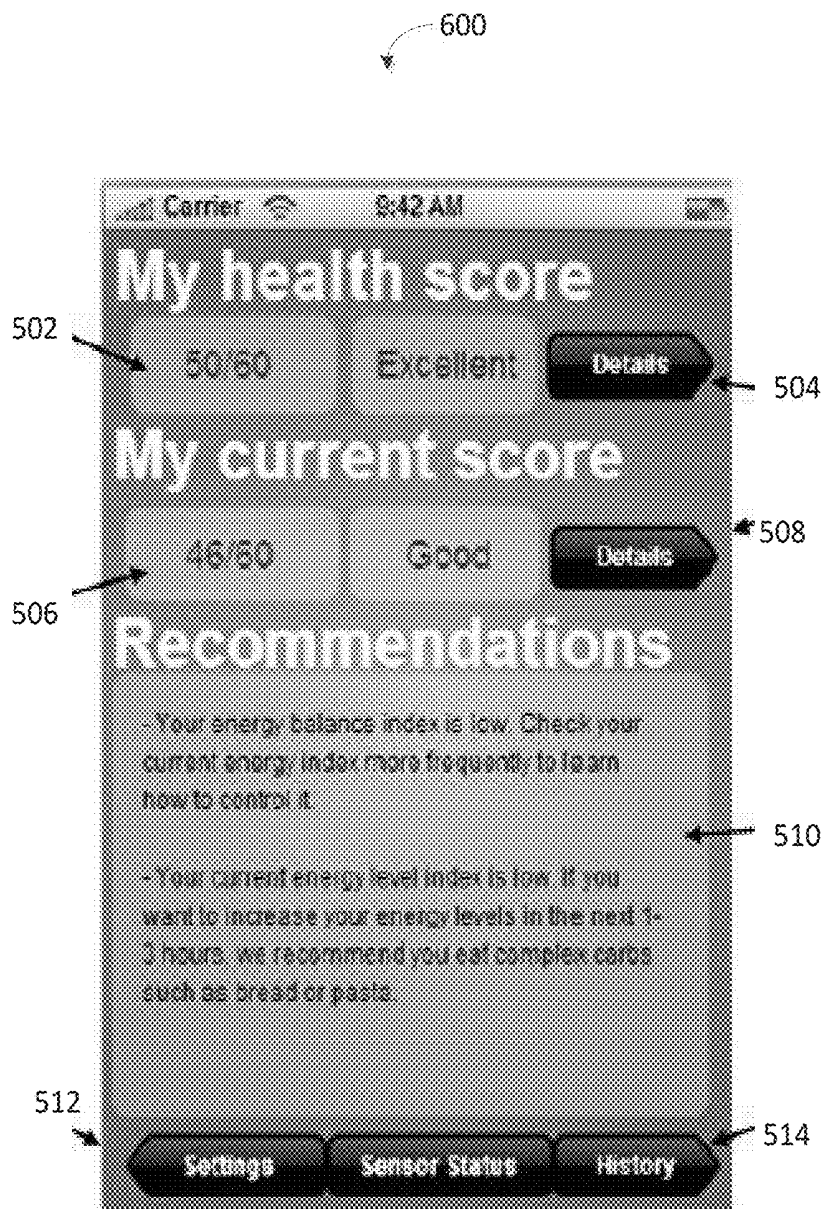 600
Carrier 9:42 AM
My health score
502
50/60 Excellent Details
504
My current score
508
46/60 Good Details
506
Recommendations
- Your energy balance index is low. Check your
current energy index more frequently to learn
how to control it.
510
- Your current energy level index is low. If you
want to increase your energy levels in the next 1-
3 hours, we recommend you eat complex carbs
such as bread or pasta.
512
514
Settings Sensor Status History